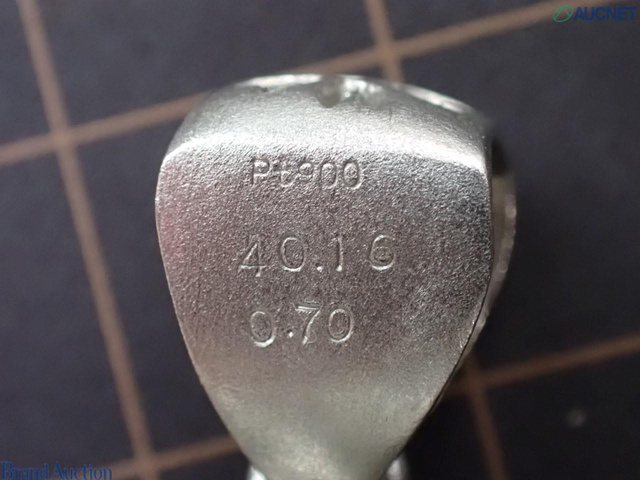 AUCNET
Pt900
40.16
0.70
Brand Auction